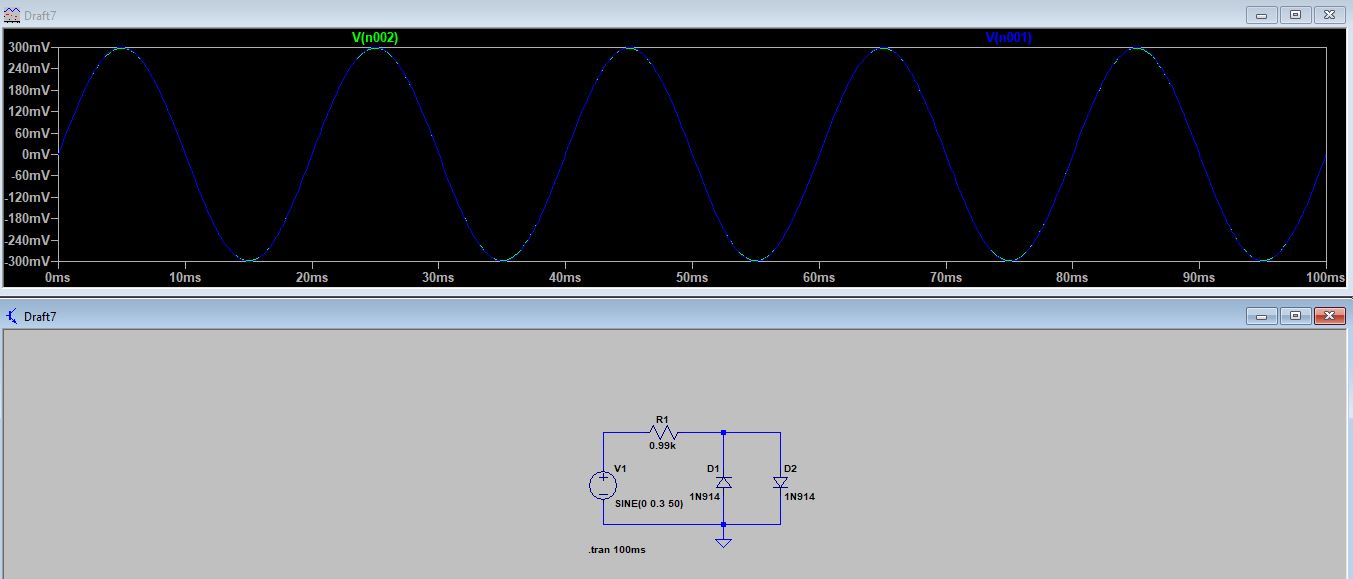 Draft7
V(n002) V(n001)
300mV
240mV
180mV
120mV
60mV
0mV
-60mV
-120mV
-180mV
-240mV
-300mV
0ms 10ms 20ms 30ms 40ms 50ms 60ms 70ms 80ms 90ms 100ms
Draft7
R1
0.99k
V1 D1 D2
1N914 1N914
SINE(0 0.3 50)
.tran 100ms